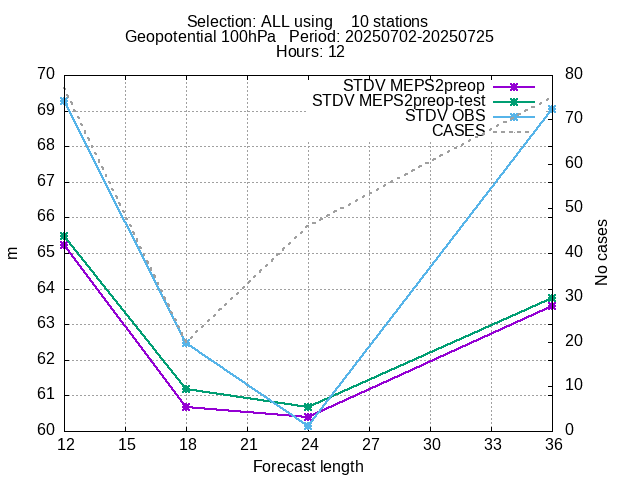 Selection: ALL using 10 stations
Geopotential 100hPa Period: 20250702-20250725
Hours: 12
STDV MEPS2preop
STDV MEPS2preop-test
STDV OBS
CASES
70
69
68
67
66
65
64
63
62
61
60
m
80
70
60
50
40
30
20
10
0
No cases
12 15 18 21 24 27 30 33 36
Forecast length